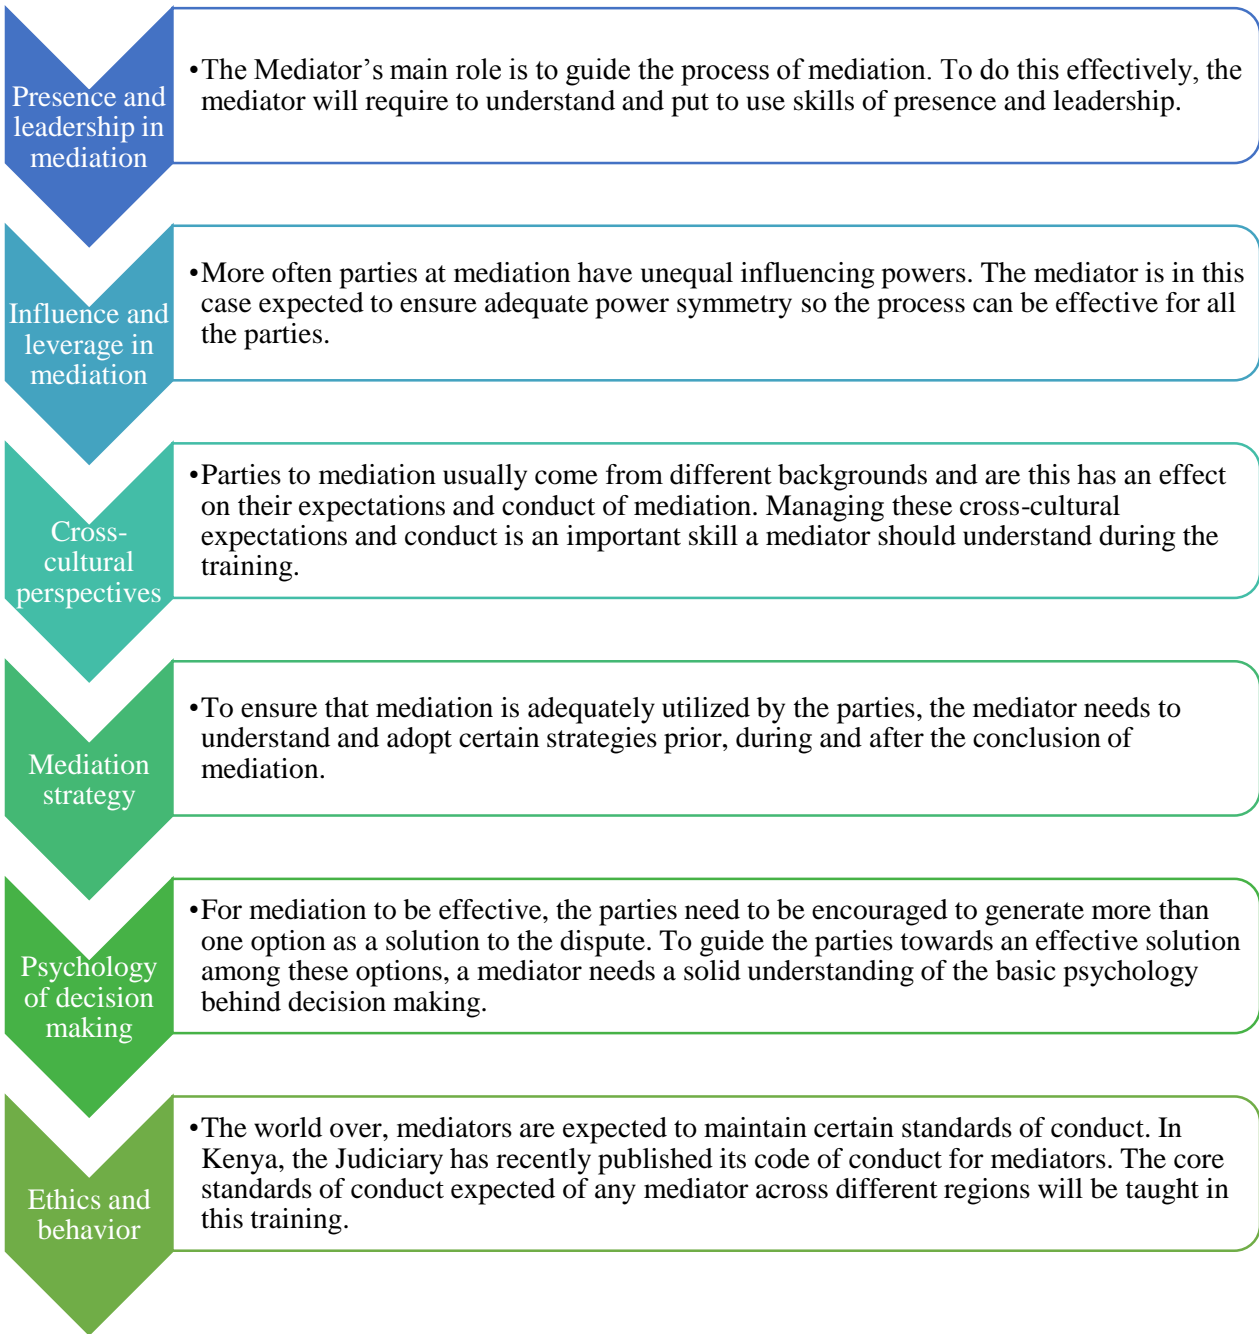 Presence and
leadership in
mediation
•The Mediator’s main role is to guide the process of mediation. To do this effectively, the
mediator will require to understand and put to use skills of presence and leadership.
Influence and
leverage in
mediation
•More often parties at mediation have unequal influencing powers. The mediator is in this
case expected to ensure adequate power symmetry so the process can be effective for all
the parties.
Cross-
cultural
perspectives
•Parties to mediation usually come from different backgrounds and are this has an effect
on their expectations and conduct of mediation. Managing these cross-cultural
expectations and conduct is an important skill a mediator should understand during the
training.
Mediation
strategy
•To ensure that mediation is adequately utilized by the parties, the mediator needs to
understand and adopt certain strategies prior, during and after the conclusion of
mediation.
Psychology
of decision
making
•For mediation to be effective, the parties need to be encouraged to generate more than
one option as a solution to the dispute. To guide the parties towards an effective solution
among these options, a mediator needs a solid understanding of the basic psychology
behind decision making.
Ethics and
behavior
•The world over, mediators are expected to maintain certain standards of conduct. In
Kenya, the Judiciary has recently published its code of conduct for mediators. The core
standards of conduct expected of any mediator across different regions will be taught in
this training.